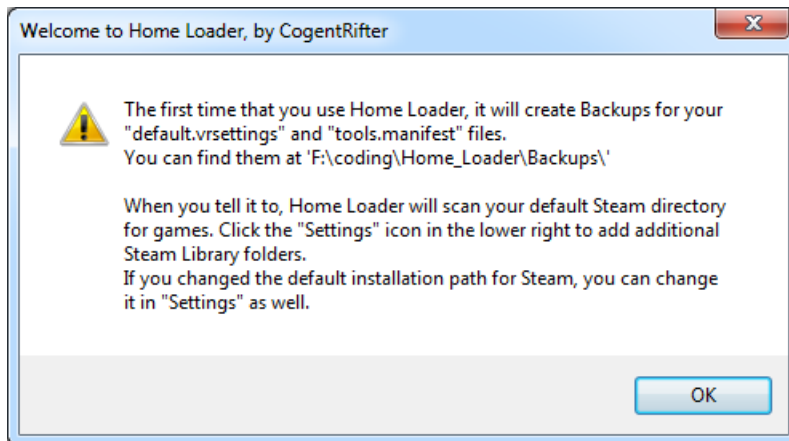 Welcome to Home Loader, by CogentRifter
The first time that you use Home Loader, it will create Backups for your
"default.vrsettings" and "tools.manifest" files.
You can find them at 'F:\coding\Home_Loader\Backups\'
When you tell it to, Home Loader will scan your default Steam directory
for games. Click the "Settings" icon in the lower right to add additional
Steam Library folders.
If you changed the default installation path for Steam, you can change
it in "Settings" as well.
OK